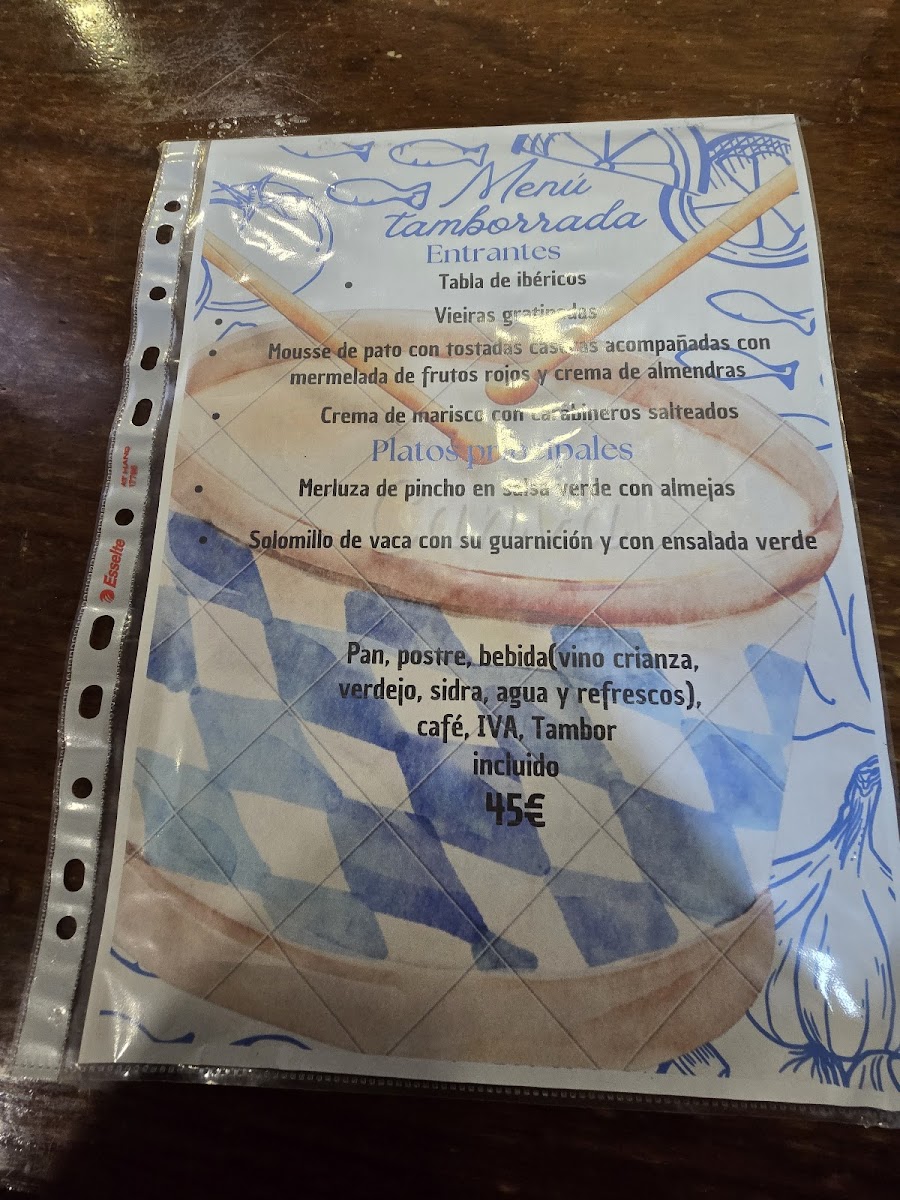 Menú
tamborrada
Entrantes
• Tabla de ibéricos
• Vieiras gratinadas
• Mousse de pato con tostadas caseras acompañadas con
mermelada de frutos rojos y crema de almendras
• Crema de marisco con carabineros salteados
Platos principales
• Merluza de pincho en salsa verde con almejas
• Solomillo de vaca con su guarnición y con ensalada verde
Pan, postre, bebida(vino crianza,
verdejo, sidra, agua y refrescos),
café, IVA, Tambor
incluido
45€
Canva
Esselte